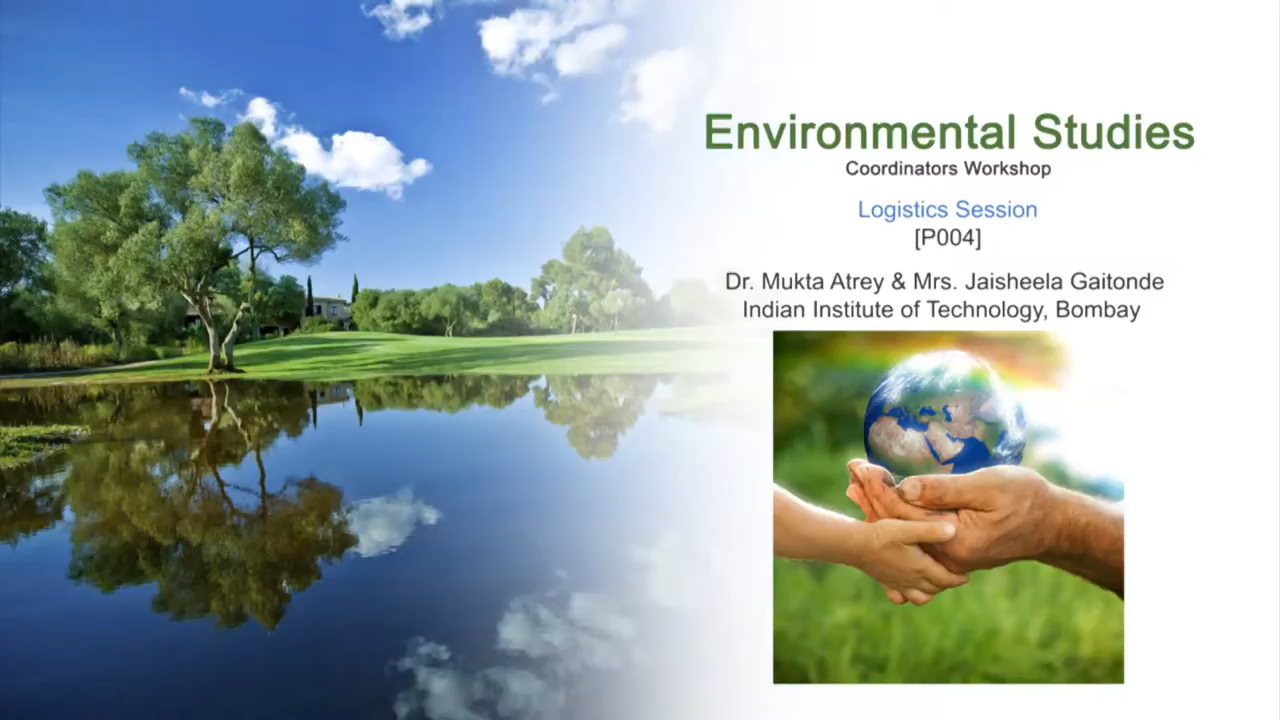 Environmental Studies
Coordinators Workshop
Logistics Session
[P004]
Dr. Mukta Atrey & Mrs. Jaisheela Gaitonde
Indian Institute of Technology, Bombay